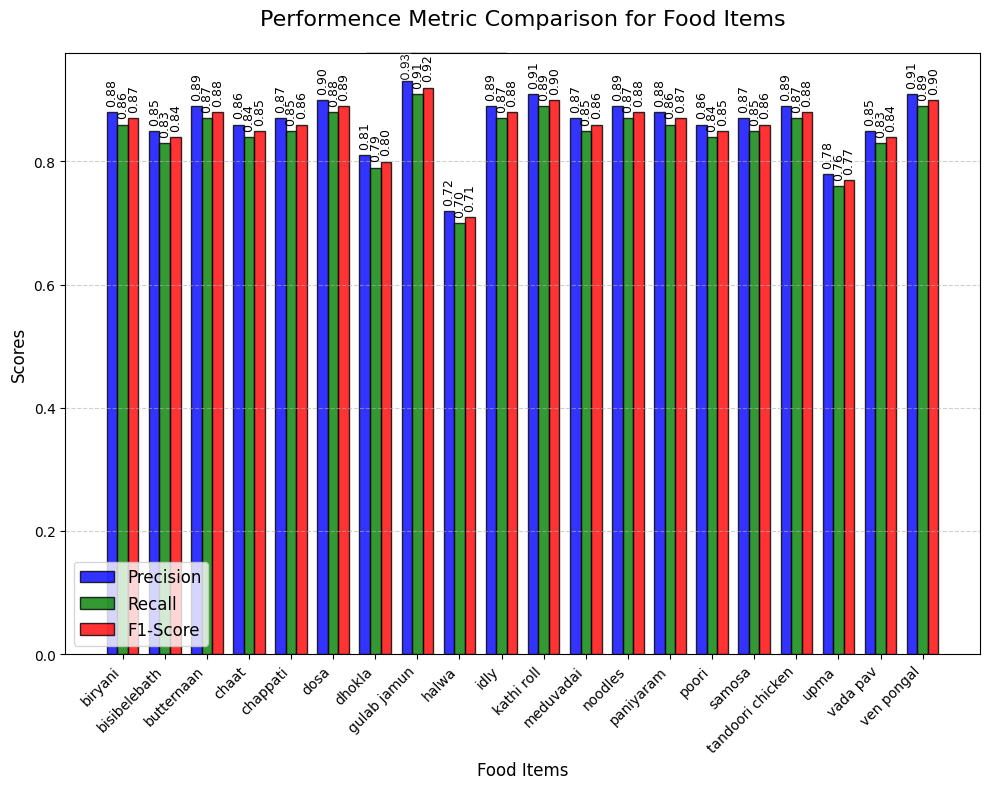 Performence Metric Comparison for Food Items
0.88 0.86 0.87 0.85 0.83 0.84 0.89 0.87 0.88 0.86 0.84 0.85 0.87 0.85 0.86 0.90 0.88 0.89 0.81 0.79 0.80 0.93 0.91 0.92 0.72 0.70 0.71 0.89 0.87 0.88 0.91 0.89 0.90 0.87 0.85 0.86 0.89 0.87 0.88 0.88 0.86 0.87 0.86 0.84 0.85 0.87 0.85 0.86 0.89 0.87 0.88 0.78 0.76 0.77 0.85 0.83 0.84 0.91 0.89 0.90
0.8
0.6
0.4
0.2
0.0
Scores
Precision
Recall
F1-Score
biryani
bisibelebath
butternaan
chaat
chappati
dosa
dhokla
gulab jamun
halwa
idly
kathi roll
meduvadai
noodles
paniyaram
poori
samosa
tandoori chicken
upma
vada pav
ven pongal
Food Items